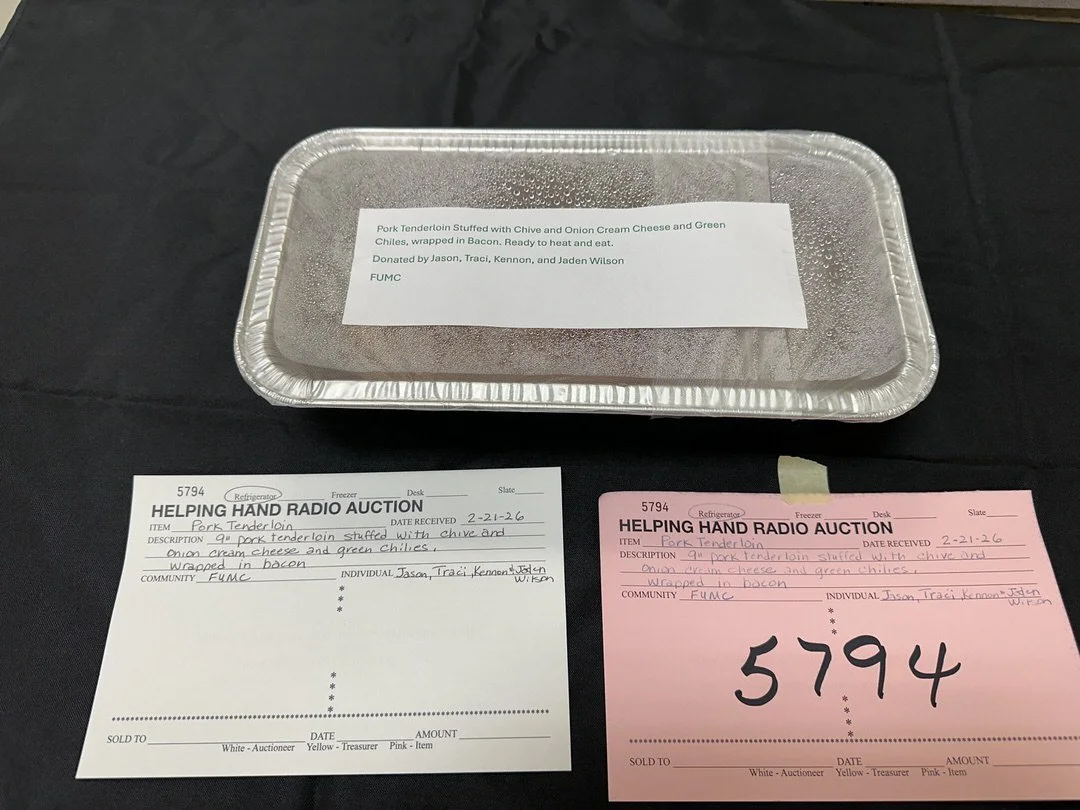 Pork Tenderloin Stuffed with Chive and Onion Cream Cheese and Green
Chiles, wrapped in Bacon. Ready to heat and eat.
Donated by Jason, Traci, Kennon, and Jaden Wilson
FUMC
5794 Refrigerator Freezer Desk Slate
HELPING HAND RADIO AUCTION
ITEM Pork Tenderloin DATE RECEIVED 2-21-26
DESCRIPTION 9" pork tenderloin stuffed with chive and
onion cream cheese and green chilies,
wrapped in bacon
COMMUNITY FUMC INDIVIDUAL Jason, Traci, Kennon & Jaden
Wilson
SOLD TO DATE AMOUNT
White - Auctioneer Yellow - Treasurer Pink - Item
5794 Refrigerator Freezer Desk Slate
HELPING HAND RADIO AUCTION
ITEM Pork Tenderloin DATE RECEIVED 2-21-26
DESCRIPTION 9" pork tenderloin stuffed with chive and
onion cream cheese and green chilies,
wrapped in bacon
COMMUNITY FUMC INDIVIDUAL Jason, Traci, Kennon & Jaden
Wilson
5794
SOLD TO DATE AMOUNT
White - Auctioneer Yellow - Treasurer Pink - Item